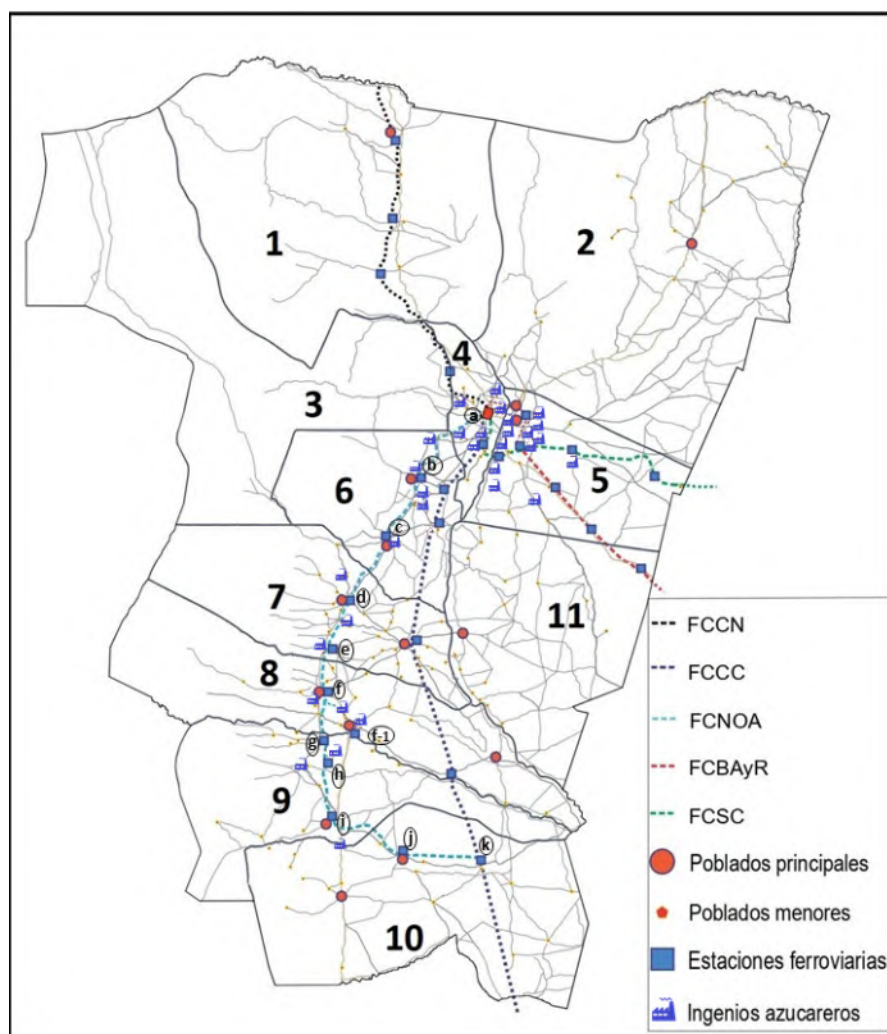 1
2
4
3
a
b
5
6
c
7
d
11
e
8
f
f-1
g
h
9
i
j
k
10
FCCN
FCCC
FCNOA
FCBAyR
FCSC
Poblados principales
Poblados menores
Estaciones ferroviarias
Ingenios azucareros